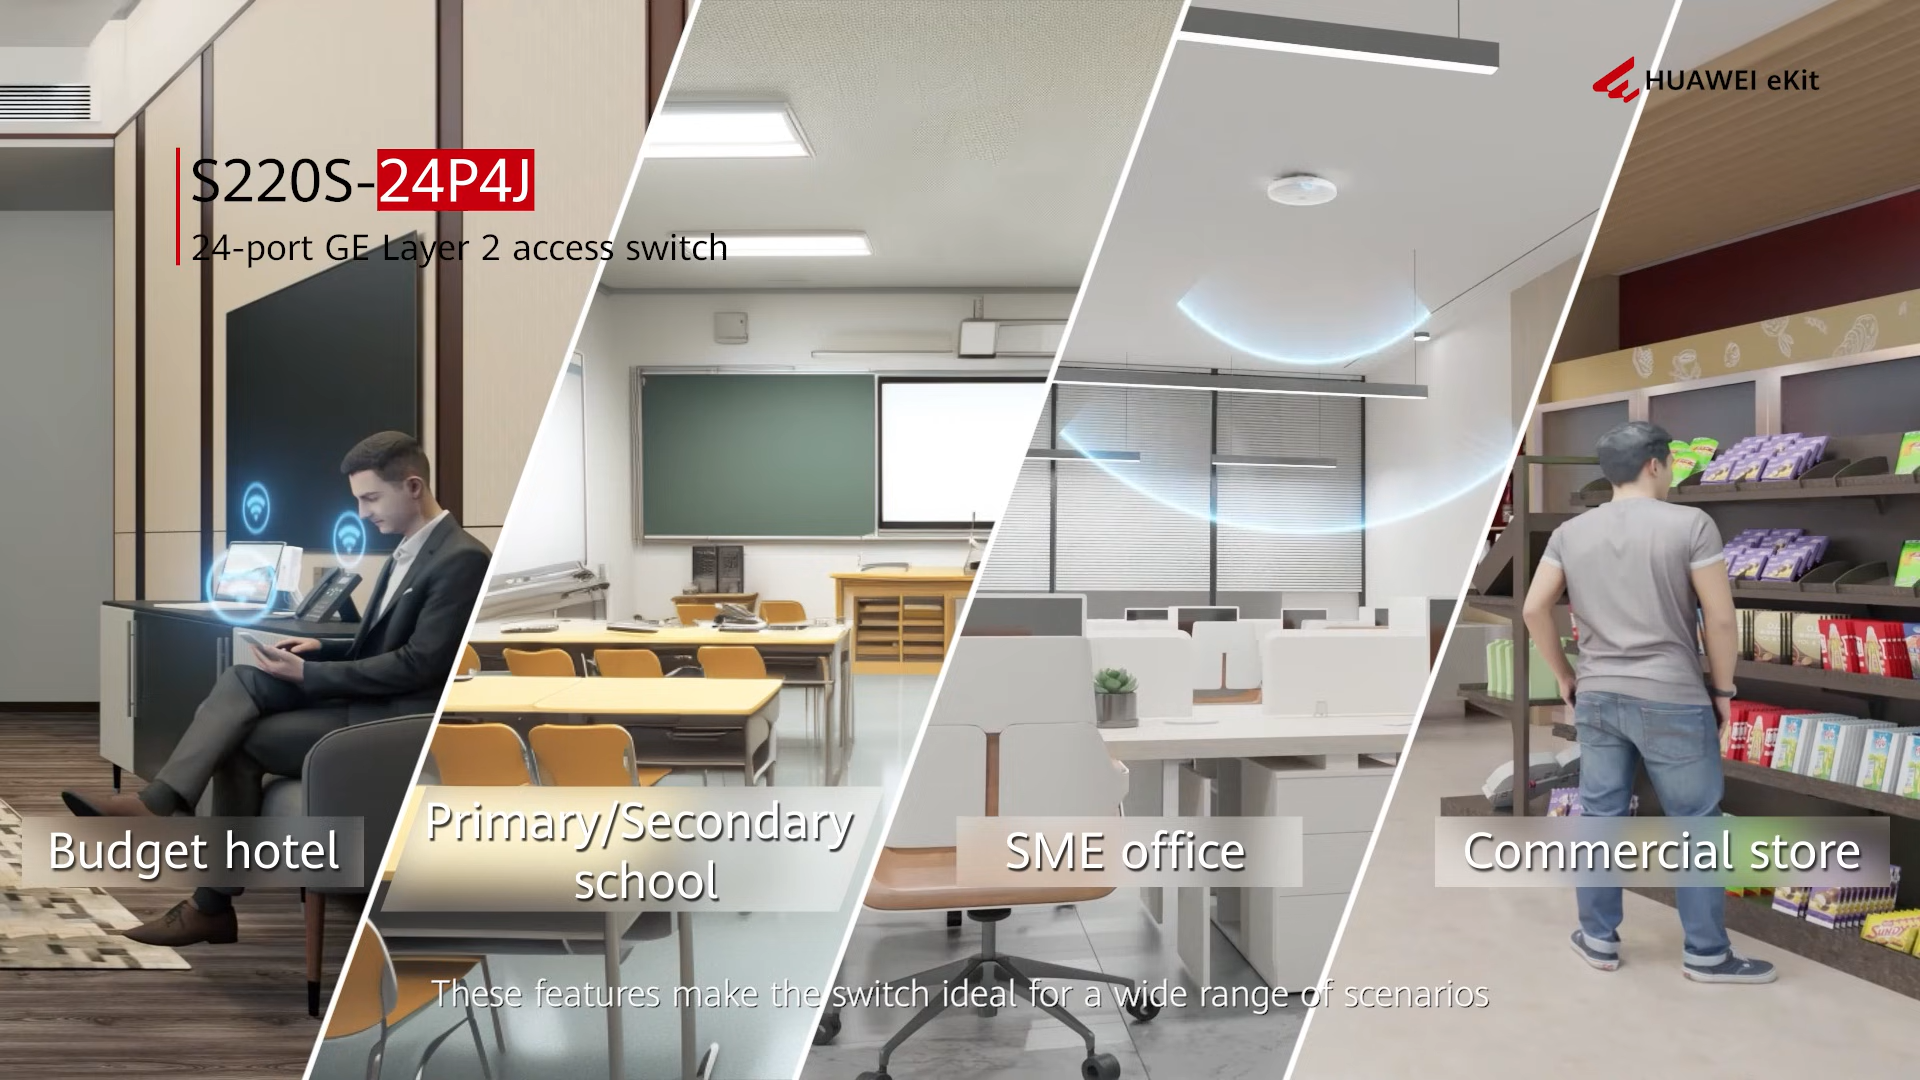 HUAWEI eKit
S220S-24P4J
24-port GE Layer 2 access switch
Budget hotel
Primary/Secondary
school
SME office
Commercial store
These features make the switch ideal for a wide range of scenarios